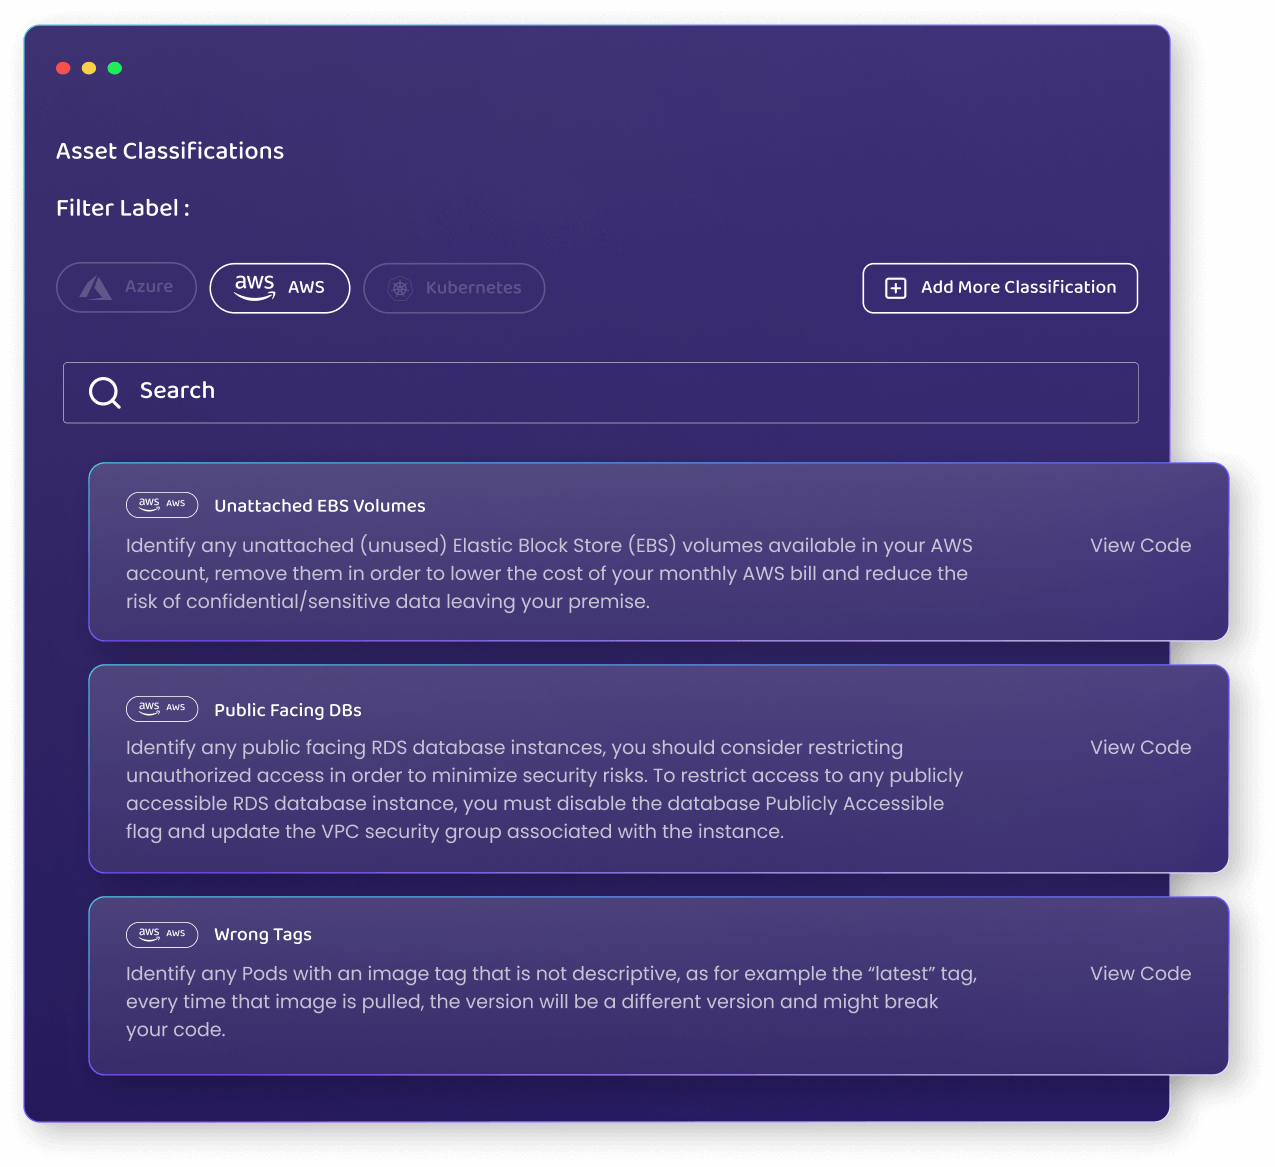 Asset Classifications
Filter Label :
Azure
aws AWS
Kubernetes
Add More Classification
Search
aws AWS Unattached EBS Volumes
Identify any unattached (unused) Elastic Block Store (EBS) volumes available in your AWS
account, remove them in order to lower the cost of your monthly AWS bill and reduce the
risk of confidential/sensitive data leaving your premise.
View Code
aws AWS Public Facing DBs
Identify any public facing RDS database instances, you should consider restricting
unauthorized access in order to minimize security risks. To restrict access to any publicly
accessible RDS database instance, you must disable the database Publicly Accessible
flag and update the VPC security group associated with the instance.
View Code
aws AWS Wrong Tags
Identify any Pods with an image tag that is not descriptive, as for example the “latest” tag,
every time that image is pulled, the version will be a different version and might break
your code.
View Code